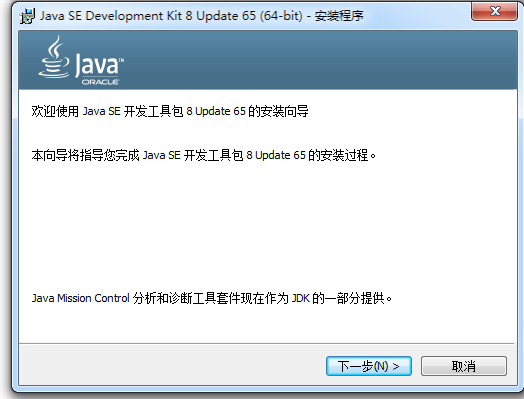 Java SE Development Kit 8 Update 65 (64-bit) - 安装程序
Java
ORACLE
欢迎使用 Java SE 开发工具包 8 Update 65 的安装向导
本向导将指导您完成 Java SE 开发工具包 8 Update 65 的安装过程。
Java Mission Control 分析和诊断工具套件现在作为 JDK 的一部分提供。
下一步(N) >
取消